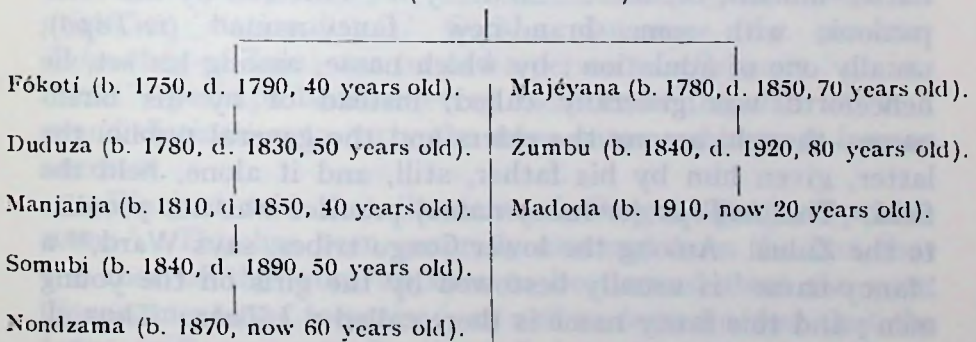 Fókotí (b. 1750, d. 1790, 40 years old).
Majéyana (b. 1780, d. 1850, 70 years old).
Duduza (b. 1780, d. 1830, 50 years old).
Zumbu (b. 1840, d. 1920, 80 years old).
Manjanja (b. 1810, d. 1850, 40 years old).
Madoda (b. 1910, now 20 years old).
Somubi (b. 1840, d. 1890, 50 years old).
Nondzama (b. 1870, now 60 years old).